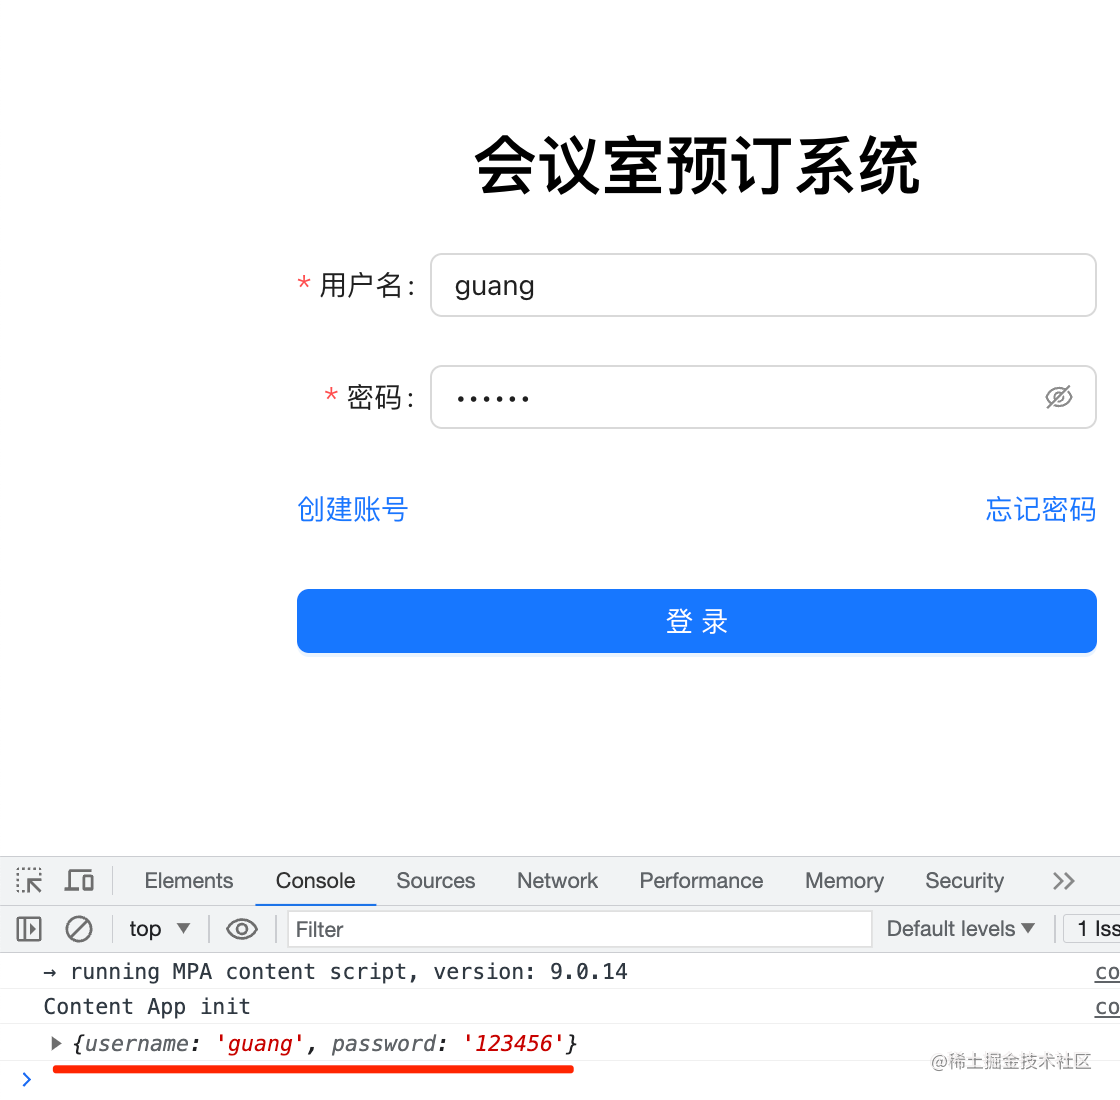 会议室预订系统
* 用户名: guang
* 密码: ••••••
创建账号 忘记密码
登 录
Elements Console Sources Network Performance Memory Security
top Filter Default levels 1 Iss
→ running MPA content script, version: 9.0.14 co
Content App init co
{username: 'guang', password: '123456'}
@稀土掘金技术社区